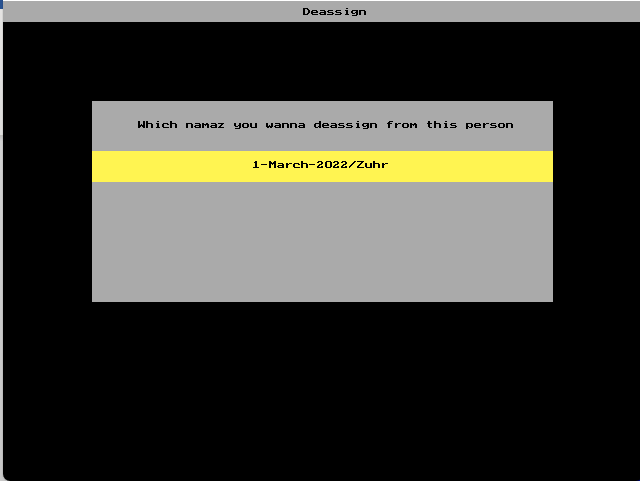 Deassign
Which namaz you wanna deassign from this person
1-March-2022/Zuhr